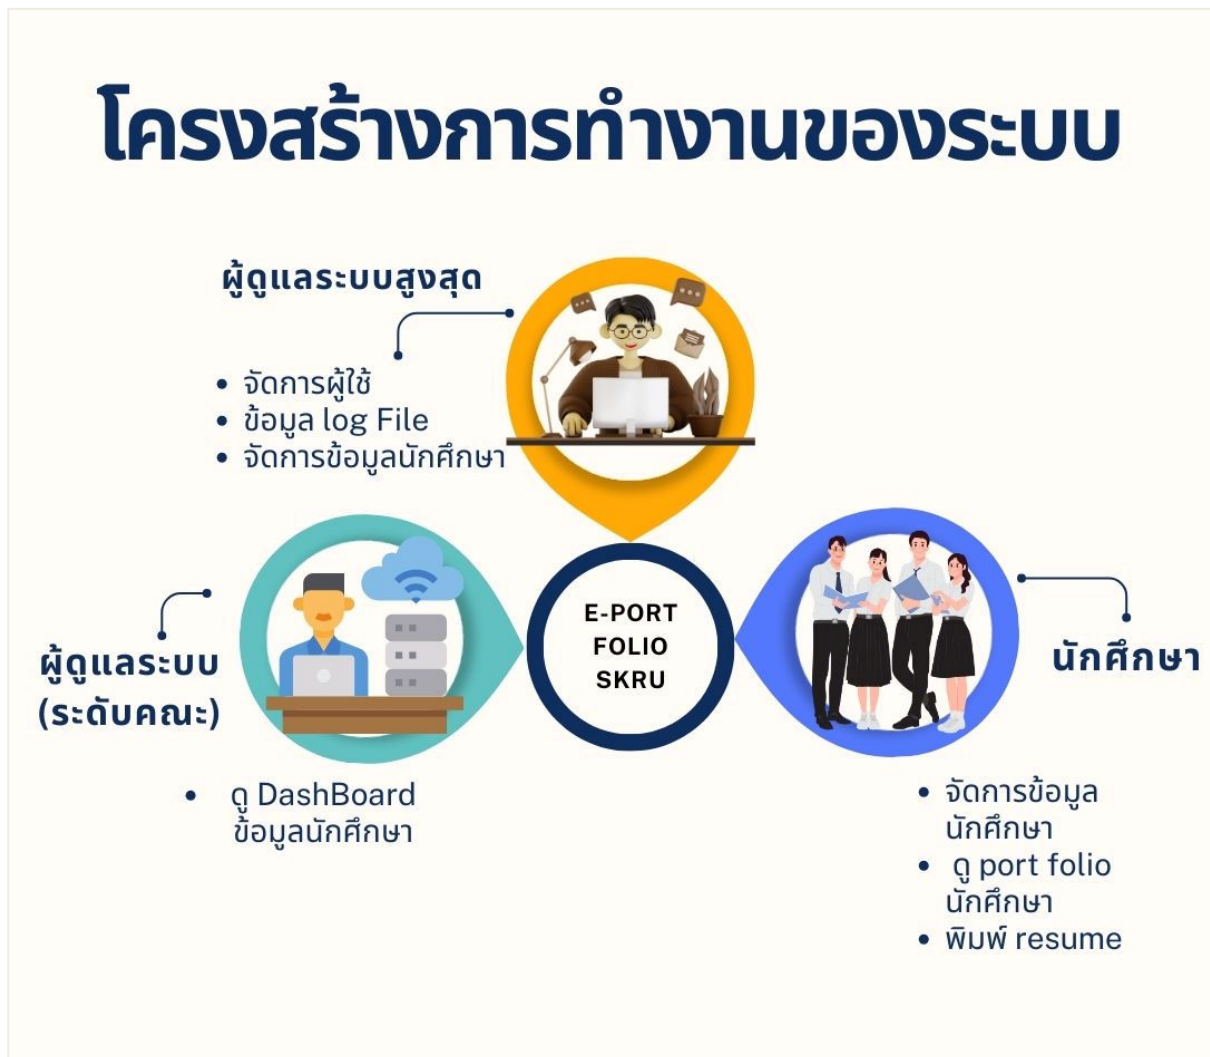 โครงสร้างการทำงานของระบบ
ผู้ดูแลระบบสูงสุด
• จัดการผู้ใช้
• ข้อมูล log File
• จัดการข้อมูลนักศึกษา
E-PORT
FOLIO
SKRU
ผู้ดูแลระบบ
(ระดับคณะ)
• ดู DashBoard
ข้อมูลนักศึกษา
นักศึกษา
• จัดการข้อมูล
นักศึกษา
• ดู port folio
นักศึกษา
• พิมพ์ resume